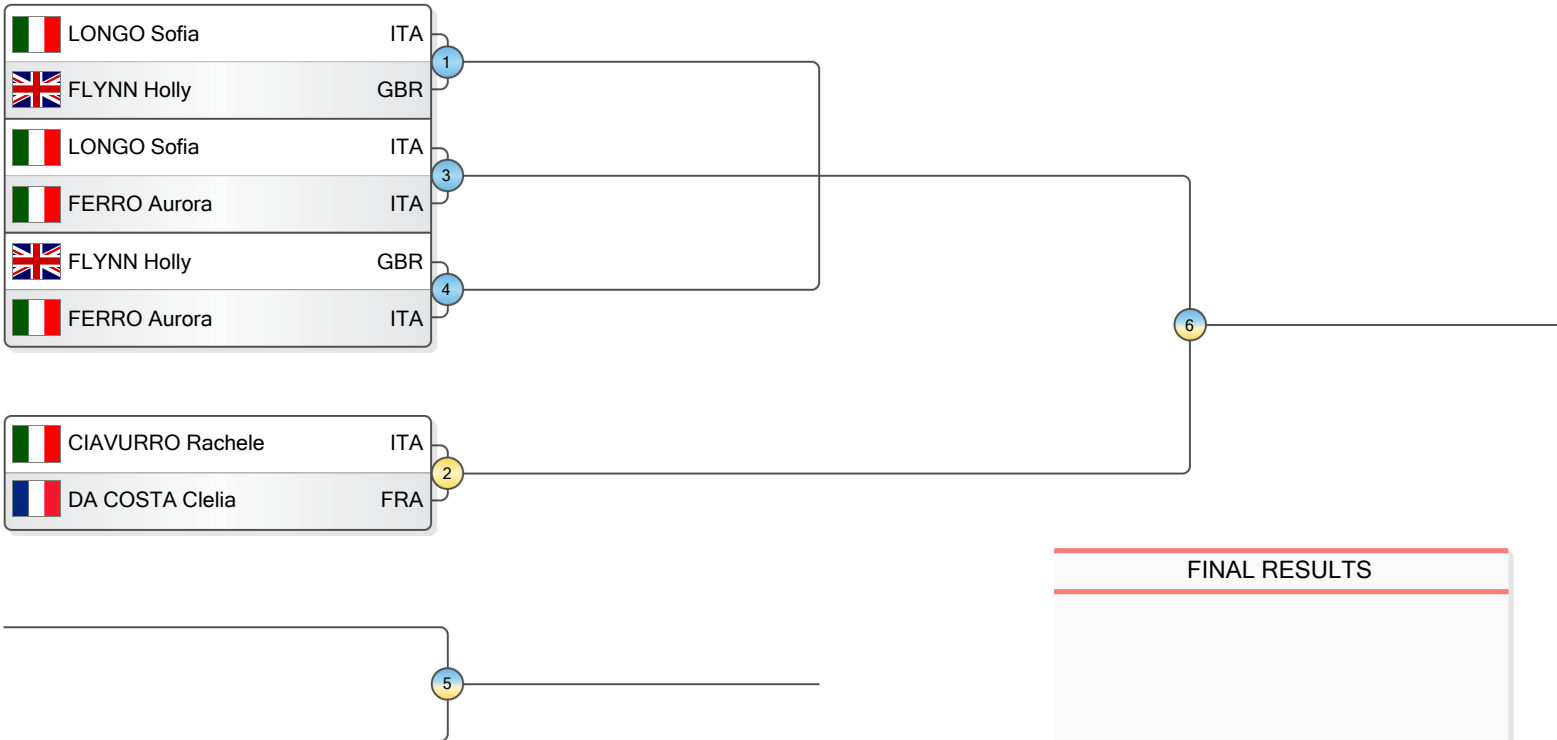 LONGO Sofia ITA
1
FLYNN Holly GBR
LONGO Sofia ITA
3
FERRO Aurora ITA
FLYNN Holly GBR
4
FERRO Aurora ITA
6
CIAVURRO Rachele ITA
2
DA COSTA Clelia FRA
FINAL RESULTS
5